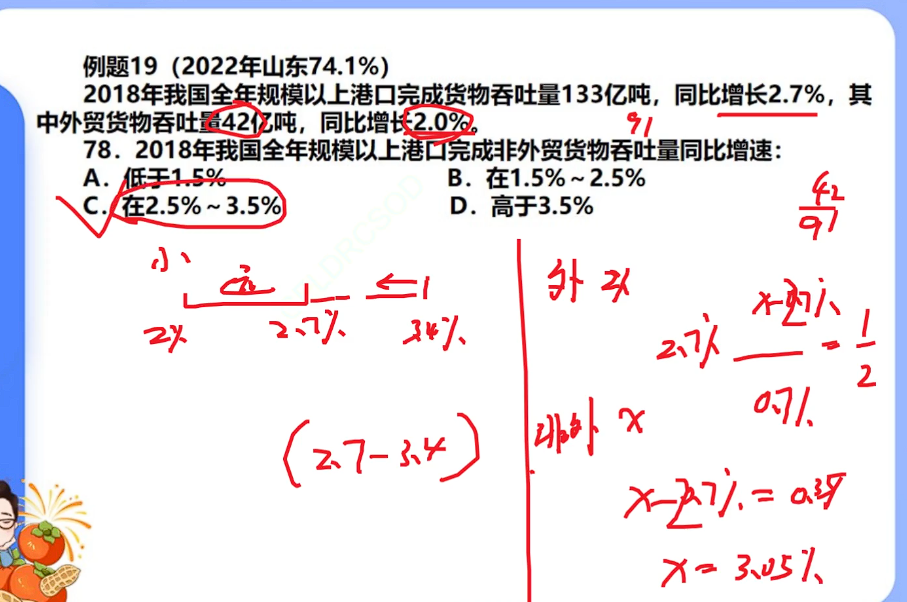 例题19（2022年山东74.1%）
2018年我国全年规模以上港口完成货物吞吐量133亿吨，同比增长2.7%，其
中外贸货物吞吐量42亿吨，同比增长2.0%。
91
78．2018年我国全年规模以上港口完成非外贸货物吞吐量同比增速：
A．低于1.5%
B．在1.5%～2.5%
C．在2.5%～3.5%
D．高于3.5%
42
91
小
2%
2.7%
3.4%
(2.7-3.4)
外 2%
2.7%
x-2.7%
0.7%
= 1
2
非外 x
x-2.7%=0.35
x=3.05%